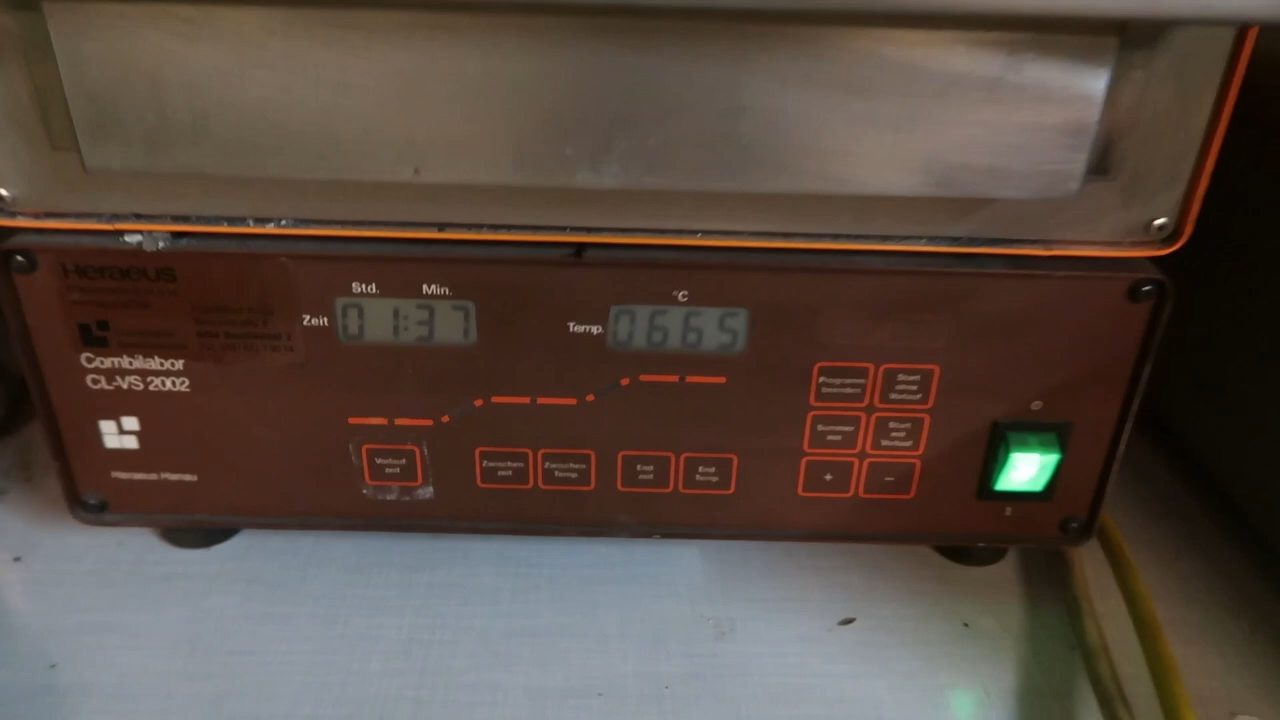 Heraeus
Std. Min.
Zeit 01:37
°C
Temp. 0665
Combilabor
CL-VS 2002
Heraeus Hanau
Vorlauf
zeit
Zwischen
zeit
Zwischen
Temp.
End
zeit
End
Temp.
Programm
beenden
Start
ohne
Vorlauf
Summer
aus
Start
mit
Vorlauf
+
−